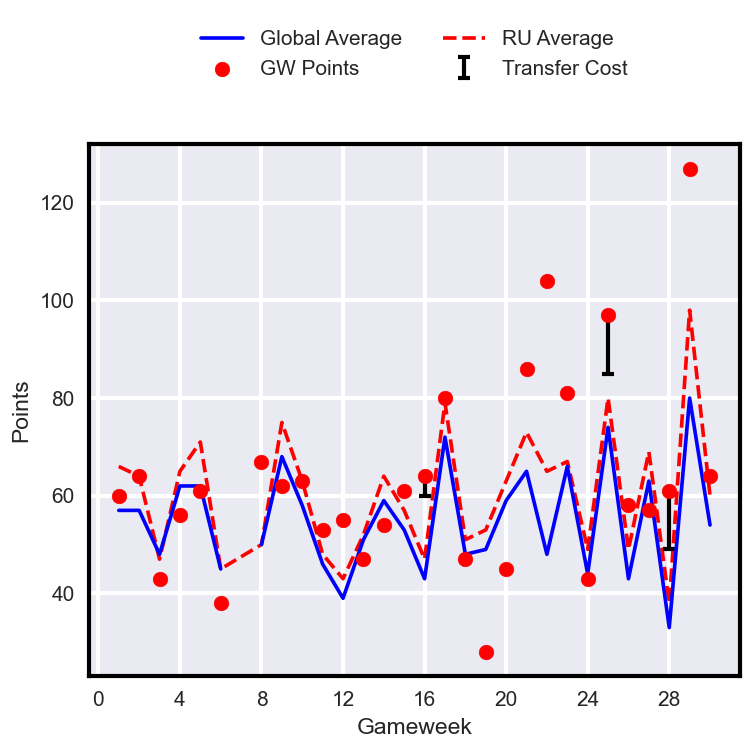 Global Average
RU Average
GW Points
Transfer Cost
120
100
80
60
40
Points
0 4 8 12 16 20 24 28
Gameweek